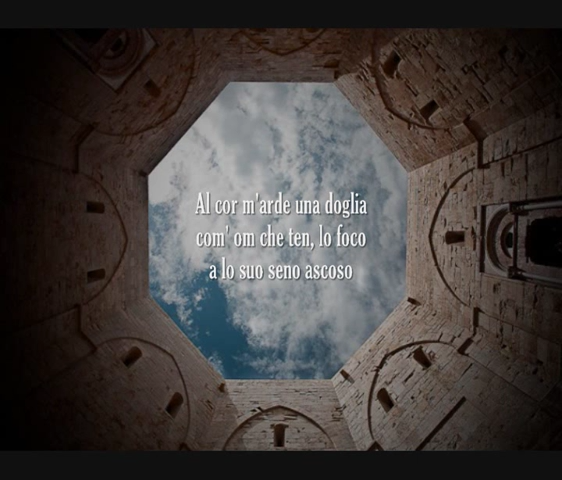 Al cor m'arde una doglia
com' om che ten, lo foco
a lo suo seno ascoso